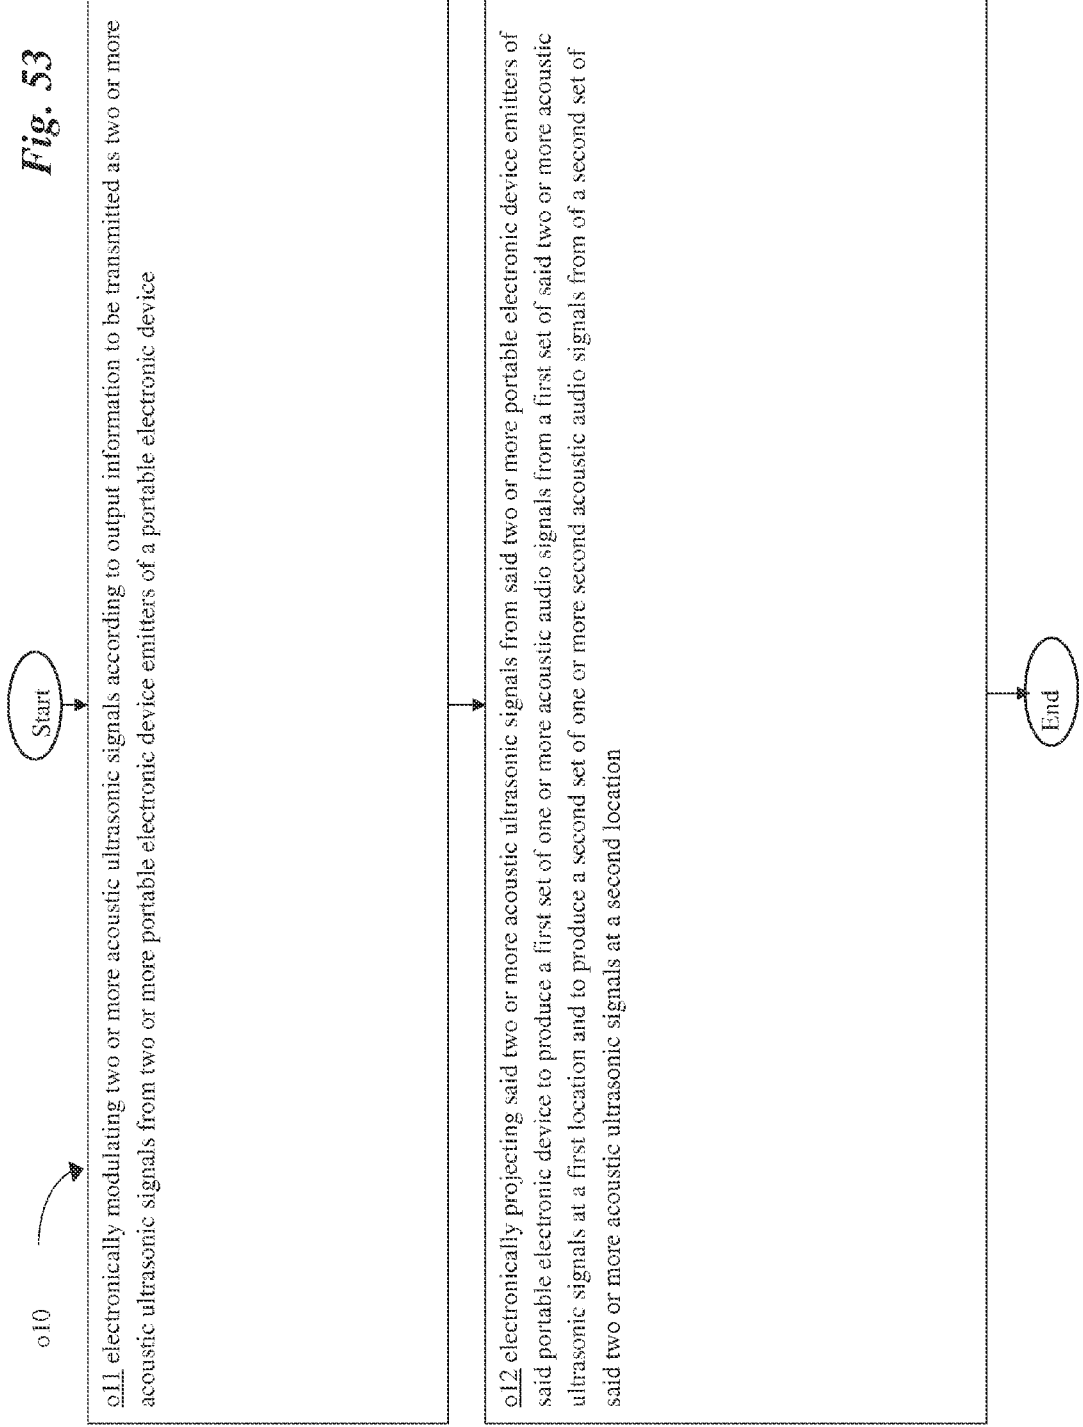 Fig. 53
o10
Start
o11 electronically modulating two or more acoustic ultrasonic signals according to output information to be transmitted as two or more
acoustic ultrasonic signals from two or more portable electronic device emitters of a portable electronic device
o12 electronically projecting said two or more acoustic ultrasonic signals from said two or more portable electronic device emitters of
said portable electronic device to produce a first set of one or more acoustic audio signals from a first set of said two or more acoustic
ultrasonic signals at a first location and to produce a second set of one or more second acoustic audio signals from of a second set of
said two or more acoustic ultrasonic signals at a second location
End